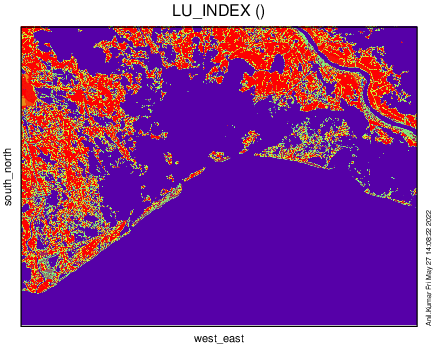 LU_INDEX ()
south_north
west_east
Anil.Kumar Fri May 27 14:08:22 2022